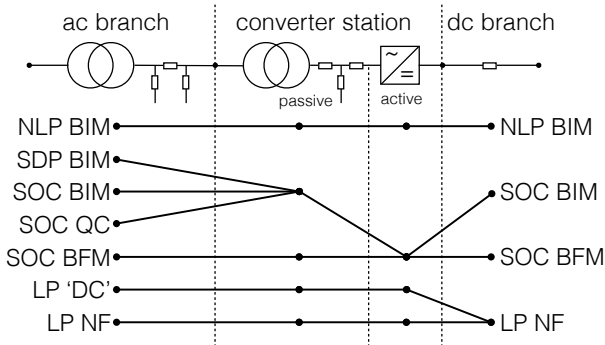 ac branch converter station dc branch
passive active
NLP BIM NLP BIM
SDP BIM
SOC BIM SOC BIM
SOC QC
SOC BFM SOC BFM
LP 'DC'
LP NF LP NF